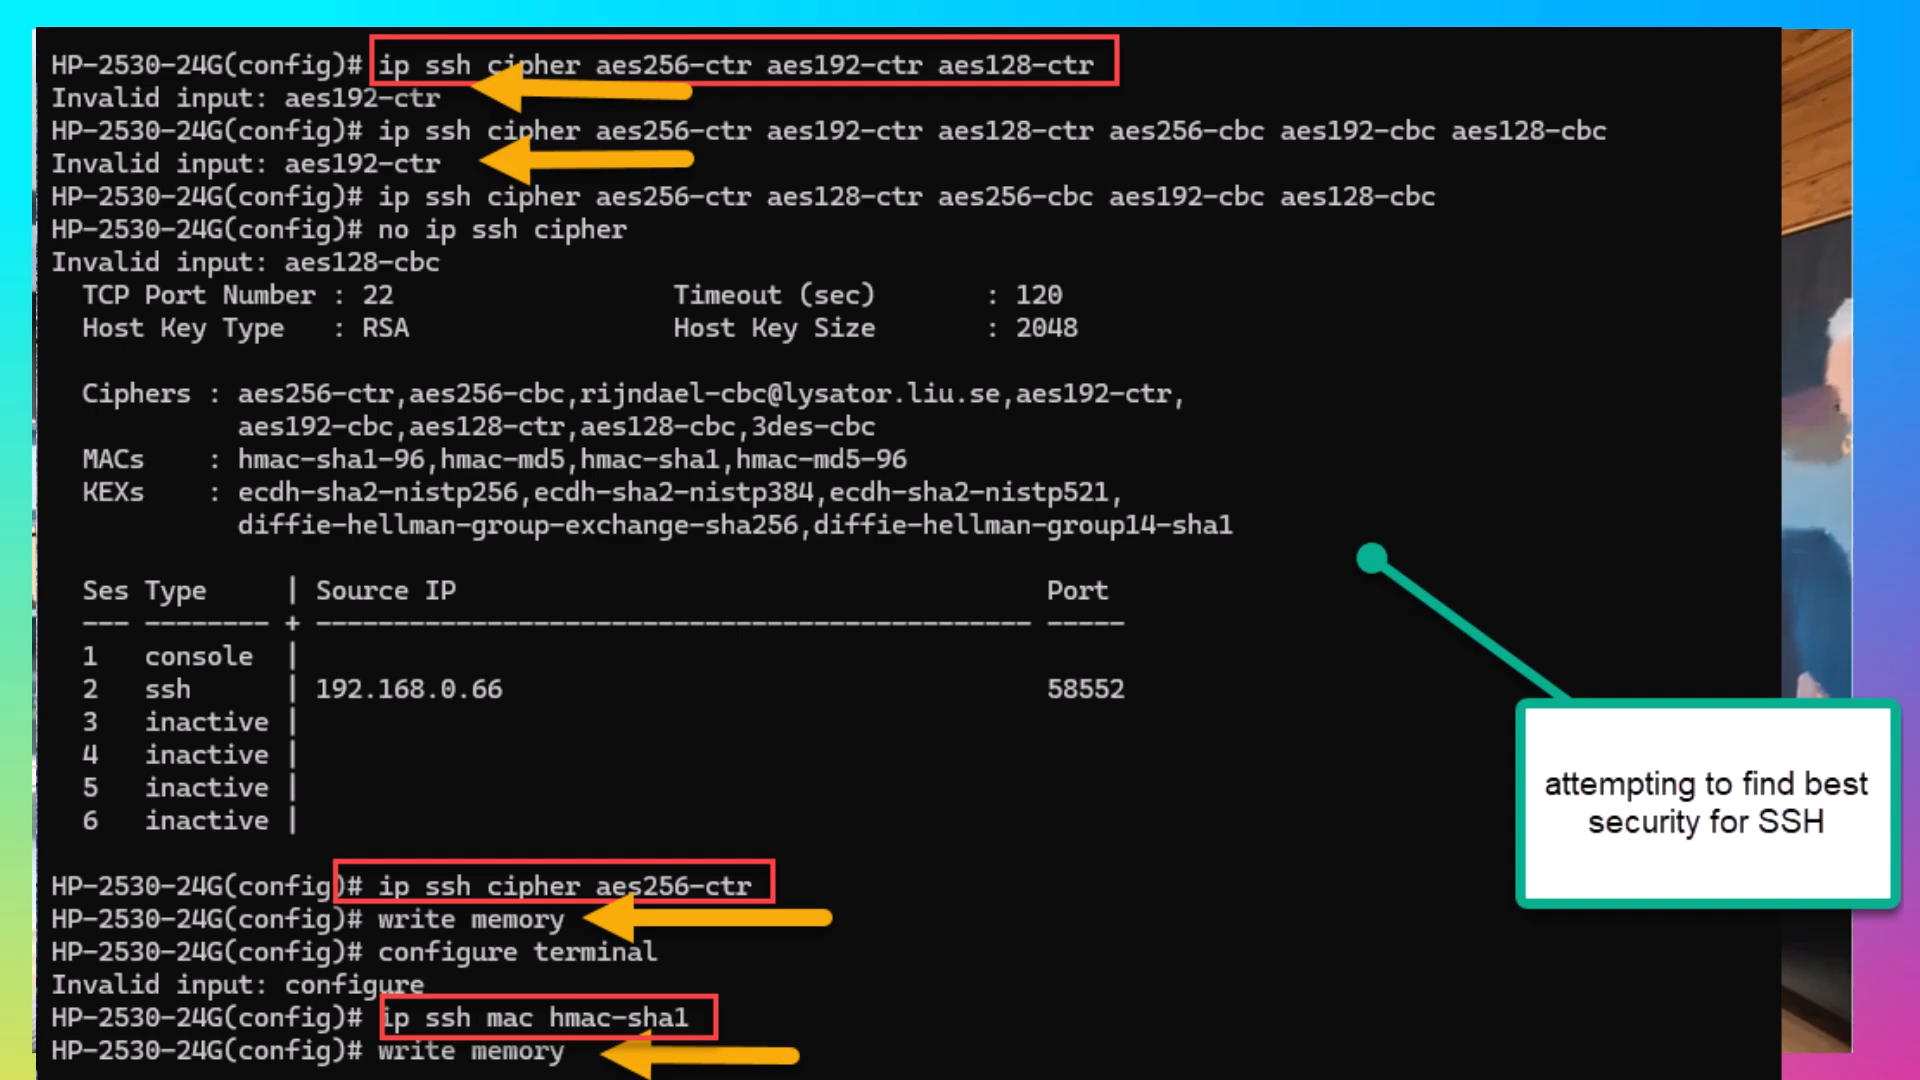 HP-2530-24G(config)# ip ssh cipher aes256-ctr aes192-ctr aes128-ctr
Invalid input: aes192-ctr
HP-2530-24G(config)# ip ssh cipher aes256-ctr aes192-ctr aes128-ctr aes256-cbc aes192-cbc aes128-cbc
Invalid input: aes192-ctr
HP-2530-24G(config)# ip ssh cipher aes256-ctr aes128-ctr aes256-cbc aes192-cbc aes128-cbc
HP-2530-24G(config)# no ip ssh cipher
Invalid input: aes128-cbc
TCP Port Number : 22 Timeout (sec) : 120
Host Key Type : RSA Host Key Size : 2048
Ciphers : aes256-ctr,aes256-cbc,rijndael-cbc@lysator.liu.se,aes192-ctr,
aes192-cbc,aes128-ctr,aes128-cbc,3des-cbc
MACs : hmac-sha1-96,hmac-md5,hmac-sha1,hmac-md5-96
KEXs : ecdh-sha2-nistp256,ecdh-sha2-nistp384,ecdh-sha2-nistp521,
diffie-hellman-group-exchange-sha256,diffie-hellman-group14-sha1
Ses Type | Source IP Port
--- -------- + ---------------------------------------------- -----
1 console |
2 ssh | 192.168.0.66 58552
3 inactive |
4 inactive |
5 inactive |
6 inactive |
HP-2530-24G(config)# ip ssh cipher aes256-ctr
HP-2530-24G(config)# write memory
HP-2530-24G(config)# configure terminal
Invalid input: configure
HP-2530-24G(config)# ip ssh mac hmac-sha1
HP-2530-24G(config)# write memory
attempting to find best
security for SSH